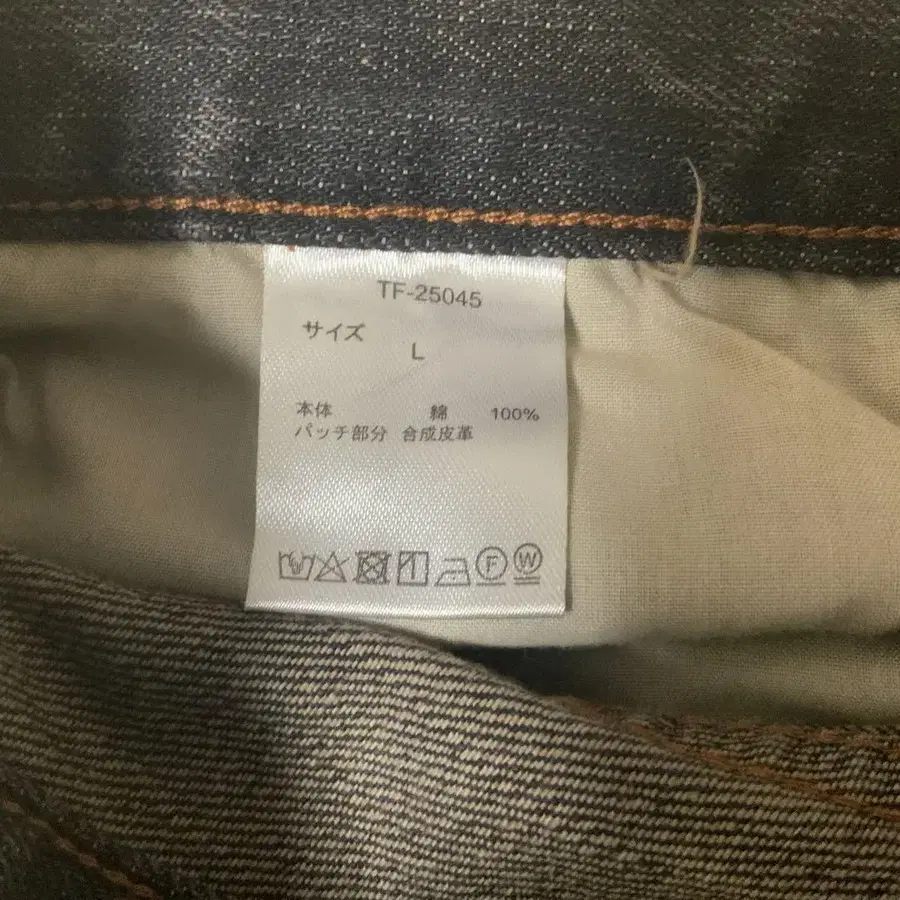 TF-25045
サイズ
L
本体 綿 100%
パッチ部分 合成皮革
F W